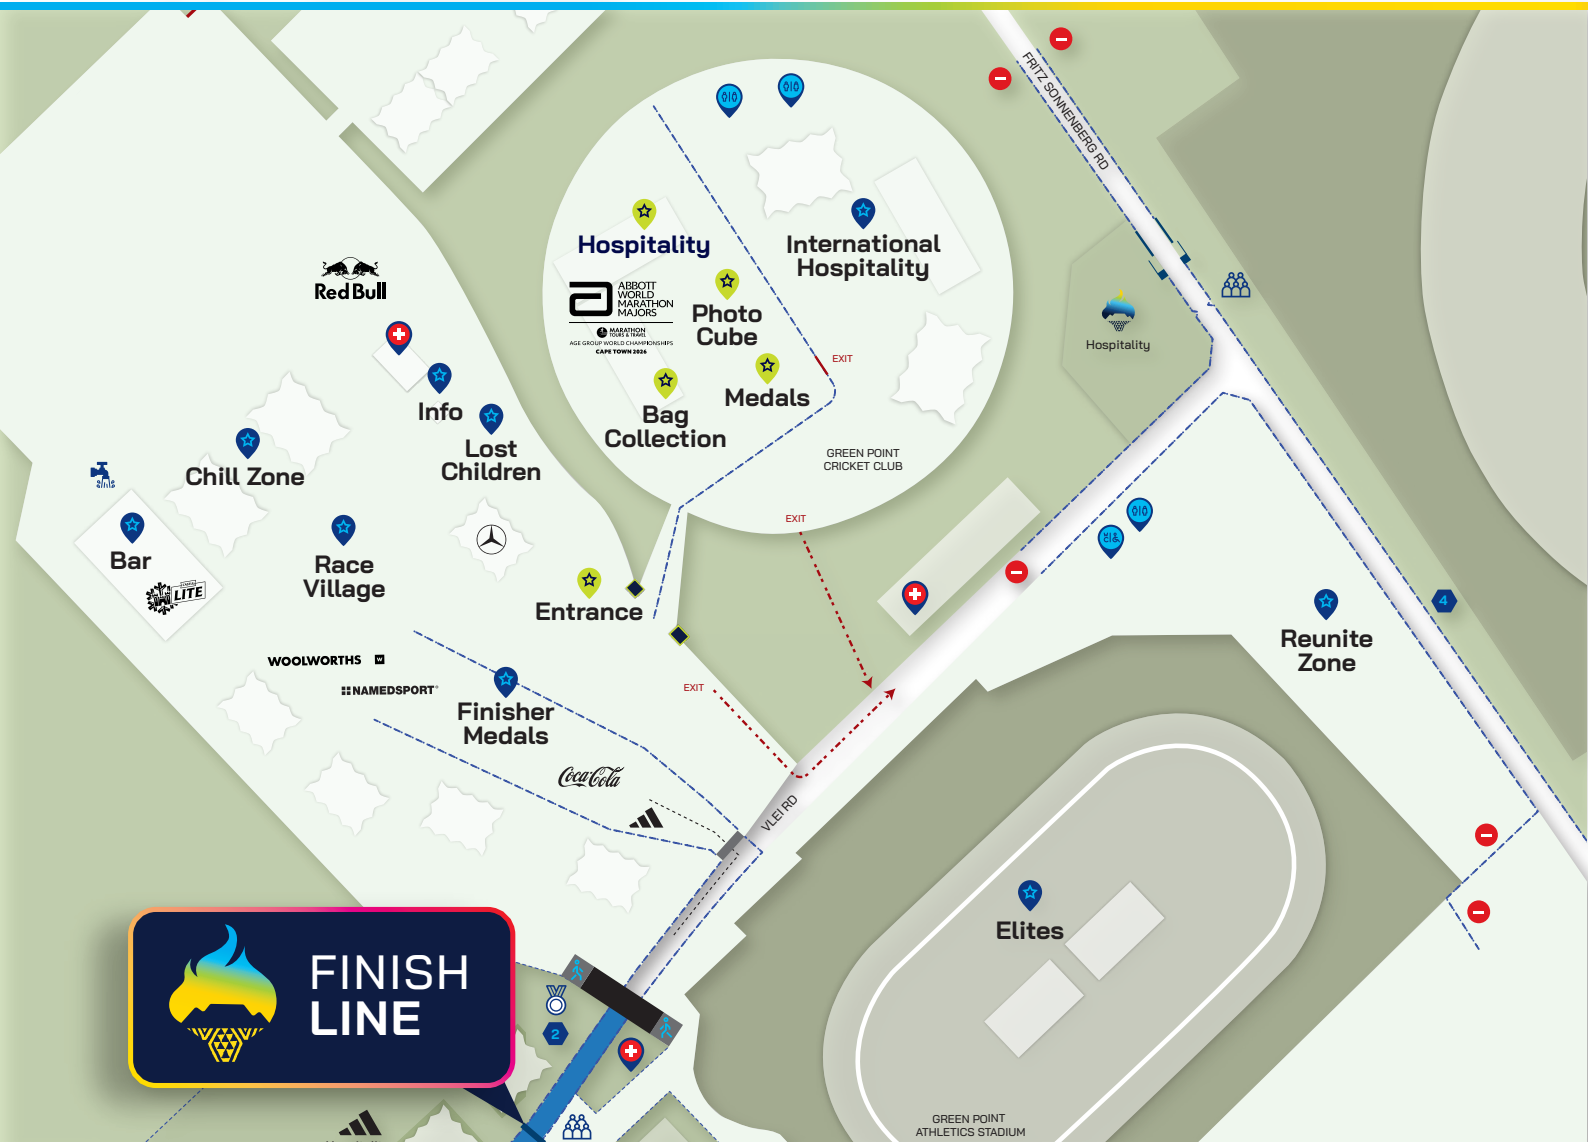 FRITZ SONNENBERG RD
Hospitality
International
Hospitality
Red Bull
ABBOTT
WORLD
MARATHON
MAJORS
MARATHON
TOURS & TRAVEL
AGE GROUP WORLD CHAMPIONSHIPS
CAPE TOWN 2026
Photo
Cube
Hospitality
EXIT
Medals
Info
Bag
Collection
Lost
Children
GREEN POINT
CRICKET CLUB
Chill Zone
EXIT
Bar
Race
Village
LITE
Entrance
4
Reunite
Zone
WOOLWORTHS W
NAMEDSPORT
EXIT
Finisher
Medals
Coca-Cola
VLEI RD
Elites
FINISH
LINE
2
GREEN POINT
ATHLETICS STADIUM